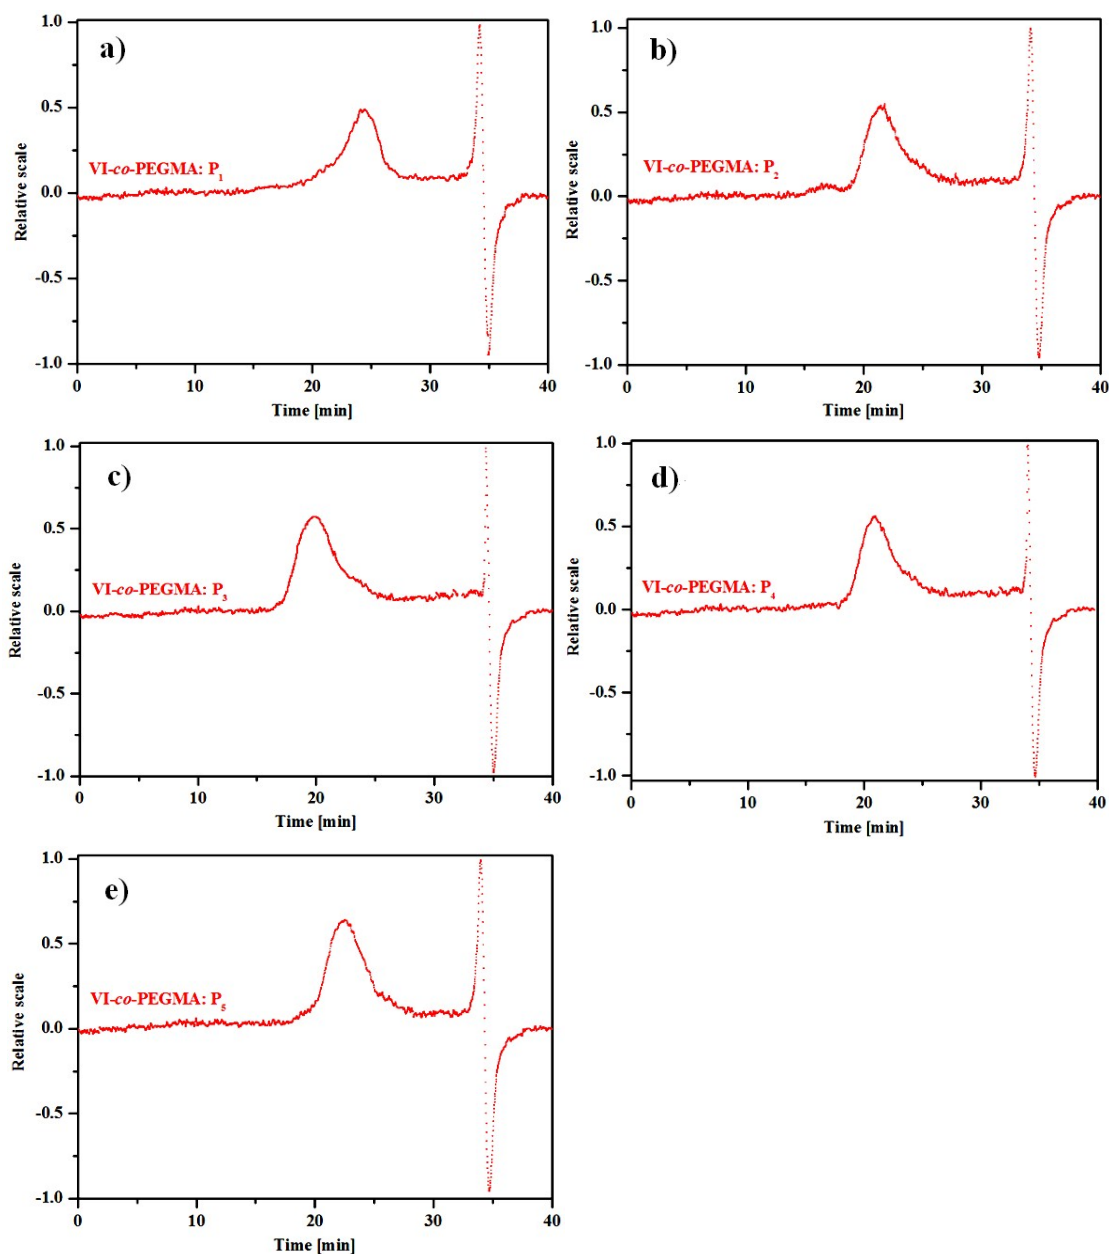 a)
1.0
0.5
0.0
-0.5
-1.0
Relative scale
VI-co-PEGMA: P₁
0 10 20 30 40
Time [min]
b)
1.0
0.5
0.0
-0.5
-1.0
Relative scale
VI-co-PEGMA: P₂
0 10 20 30 40
Time [min]
c)
1.0
0.5
0.0
-0.5
-1.0
Relative scale
VI-co-PEGMA: P₃
0 10 20 30 40
Time [min]
d)
1.0
0.5
0.0
-0.5
-1.0
Relative scale
VI-co-PEGMA: P₄
0 10 20 30 40
Time [min]
e)
1.0
0.5
0.0
-0.5
-1.0
Relative scale
VI-co-PEGMA: P₅
0 10 20 30 40
Time [min]